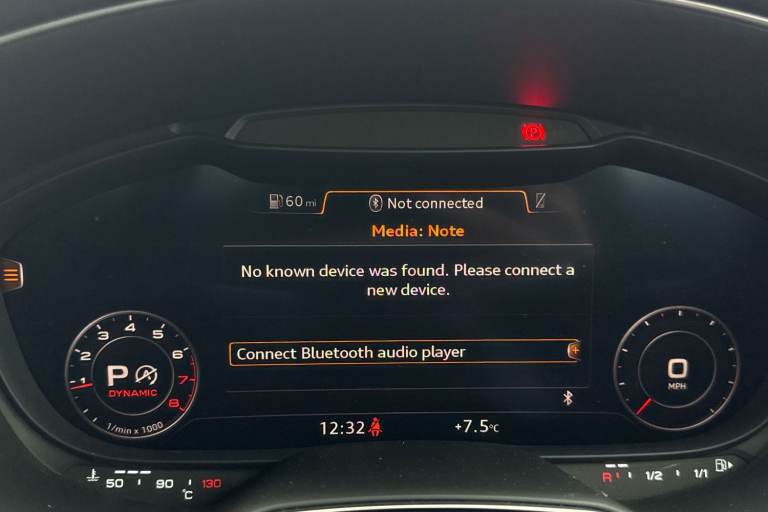 P
60 mi
Not connected
Media: Note
No known device was found. Please connect a
new device.
Connect Bluetooth audio player
1 2 3 4 5 6 7 8
P
DYNAMIC
1/min x 1000
0
MPH
12:32
+7.5°C
50 90 130
°C
R 1/2 1/1